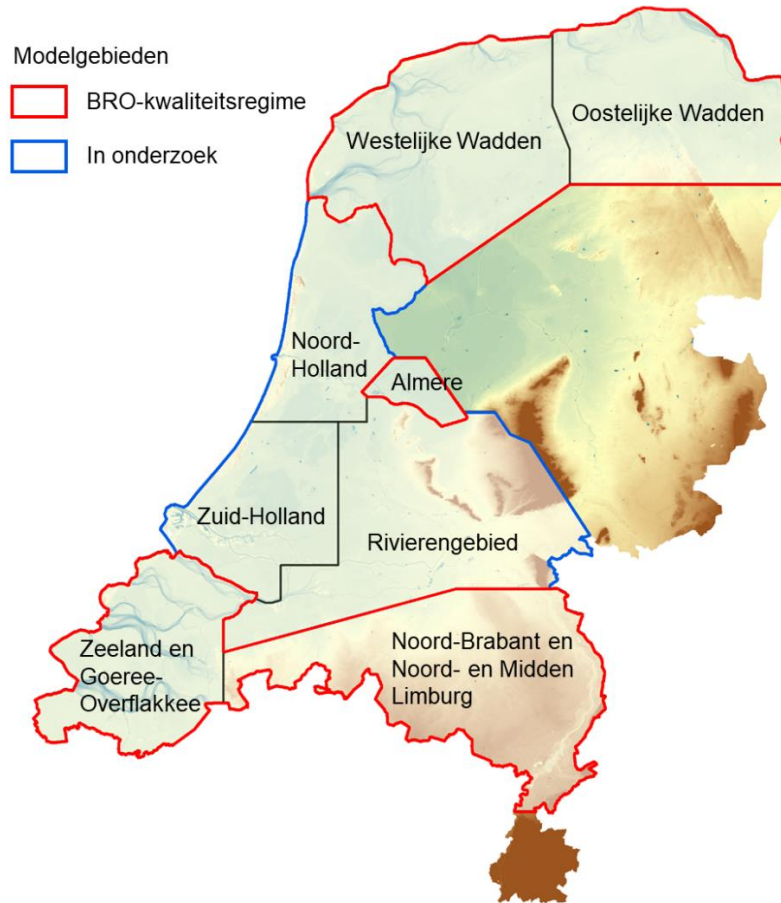 Modelgebieden
BRO-kwaliteitsregime
In onderzoek
Westelijke Wadden
Oostelijke Wadden
Noord-
Holland
Almere
Zuid-Holland
Rivierengebied
Zeeland en
Goeree-
Overflakkee
Noord-Brabant en
Noord- en Midden
Limburg